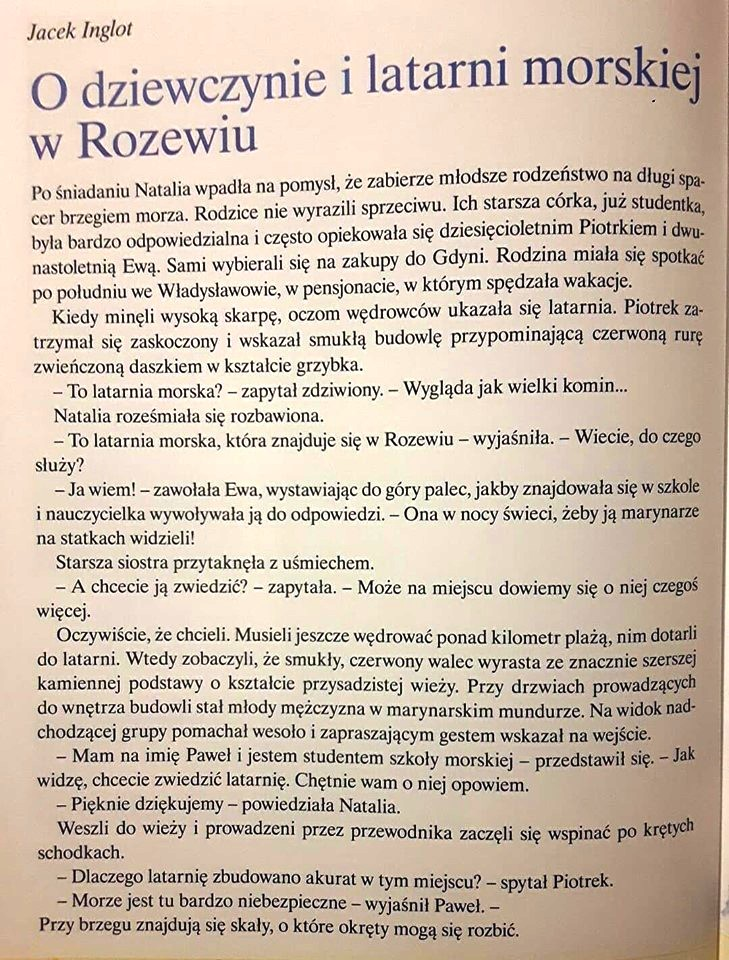 Jacek Inglot
O dziewczynie i latarni morskiej
w Rozewiu
Po śniadaniu Natalia wpadła na pomysł, że zabierze młodsze rodzeństwo na długi spa-
cer brzegiem morza. Rodzice nie wyrazili sprzeciwu. Ich starsza córka, już studentka,
była bardzo odpowiedzialna i często opiekowała się dziesięcioletnim Piotrkiem i dwu-
nastoletnią Ewą. Sami wybierali się na zakupy do Gdyni. Rodzina miała się spotkać
po południu we Władysławowie, w pensjonacie, w którym spędzała wakacje.
Kiedy minęli wysoką skarpę, oczom wędrowców ukazała się latarnia. Piotrek za-
trzymał się zaskoczony i wskazał smukłą budowlę przypominającą czerwoną rurę
zwieńczoną daszkiem w kształcie grzybka.
– To latarnia morska? – zapytał zdziwiony. – Wygląda jak wielki komin...
Natalia roześmiała się rozbawiona.
– To latarnia morska, która znajduje się w Rozewiu – wyjaśniła. – Wiecie, do czego
służy?
– Ja wiem! – zawołała Ewa, wystawiając do góry palec, jakby znajdowała się w szkole
i nauczycielka wywoływała ją do odpowiedzi. – Ona w nocy świeci, żeby ją marynarze
na statkach widzieli!
Starsza siostra przytaknęła z uśmiechem.
– A chcecie ją zwiedzić? – zapytała. – Może na miejscu dowiemy się o niej czegoś
więcej.
Oczywiście, że chcieli. Musieli jeszcze wędrować ponad kilometr plażą, nim dotarli
do latarni. Wtedy zobaczyli, że smukły, czerwony walec wyrasta ze znacznie szerszej
kamiennej podstawy o kształcie przysadzistej wieży. Przy drzwiach prowadzących
do wnętrza budowli stał młody mężczyzna w marynarskim mundurze. Na widok nad-
chodzącej grupy pomachał wesoło i zapraszającym gestem wskazał na wejście.
– Mam na imię Paweł i jestem studentem szkoły morskiej – przedstawił się. – Jak
widzę, chcecie zwiedzić latarnię. Chętnie wam o niej opowiem.
– Pięknie dziękujemy – powiedziała Natalia.
Weszli do wieży i prowadzeni przez przewodnika zaczęli się wspinać po krętych
schodkach.
– Dlaczego latarnię zbudowano akurat w tym miejscu? – spytał Piotrek.
– Morze jest tu bardzo niebezpieczne – wyjaśnił Paweł. –
Przy brzegu znajdują się skały, o które okręty mogą się rozbić.